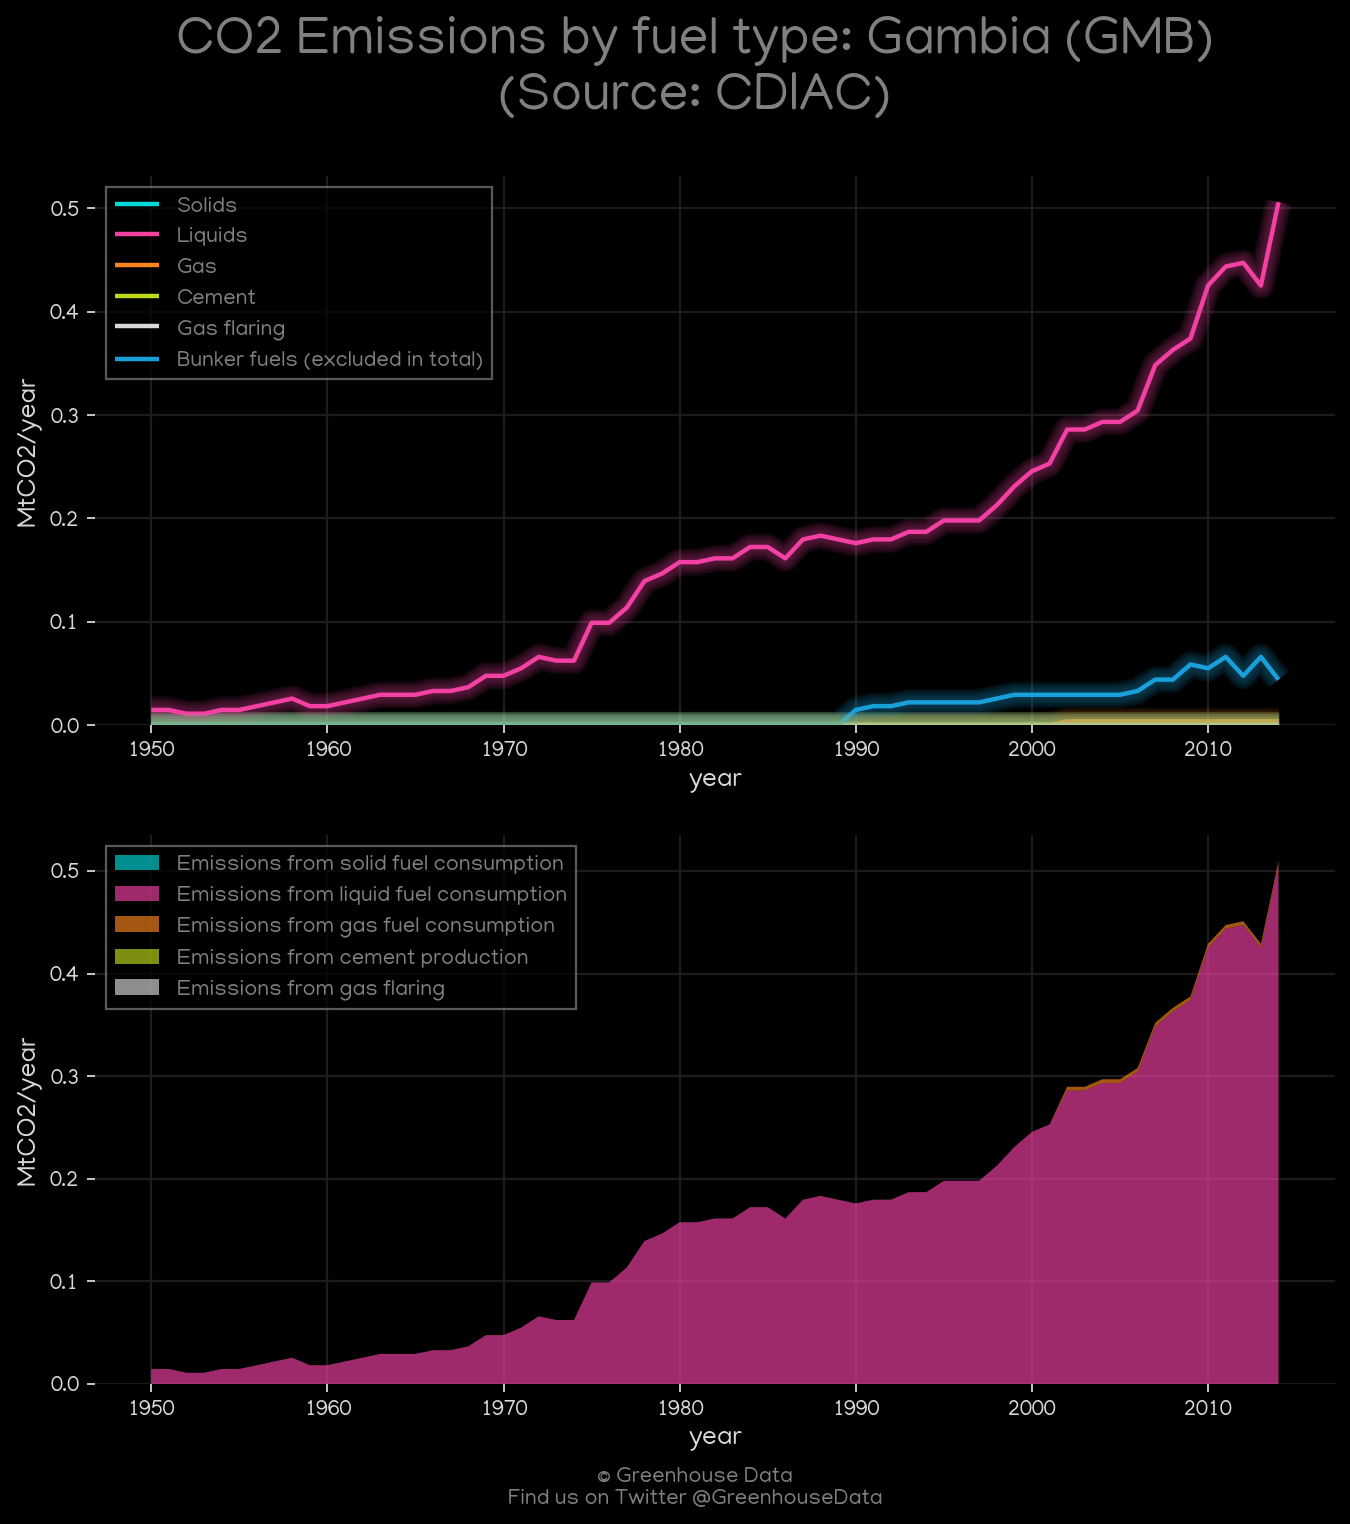 CO2 Emissions by fuel type: Gambia (GMB)
(Source: CDIAC)
Solids
Liquids
Gas
Cement
Gas flaring
Bunker fuels (excluded in total)
MtCO2/year
0.5
0.4
0.3
0.2
0.1
0.0
1950 1960 1970 1980 1990 2000 2010
year
Emissions from solid fuel consumption
Emissions from liquid fuel consumption
Emissions from gas fuel consumption
Emissions from cement production
Emissions from gas flaring
MtCO2/year
0.5
0.4
0.3
0.2
0.1
0.0
1950 1960 1970 1980 1990 2000 2010
year
© Greenhouse Data
Find us on Twitter @GreenhouseData